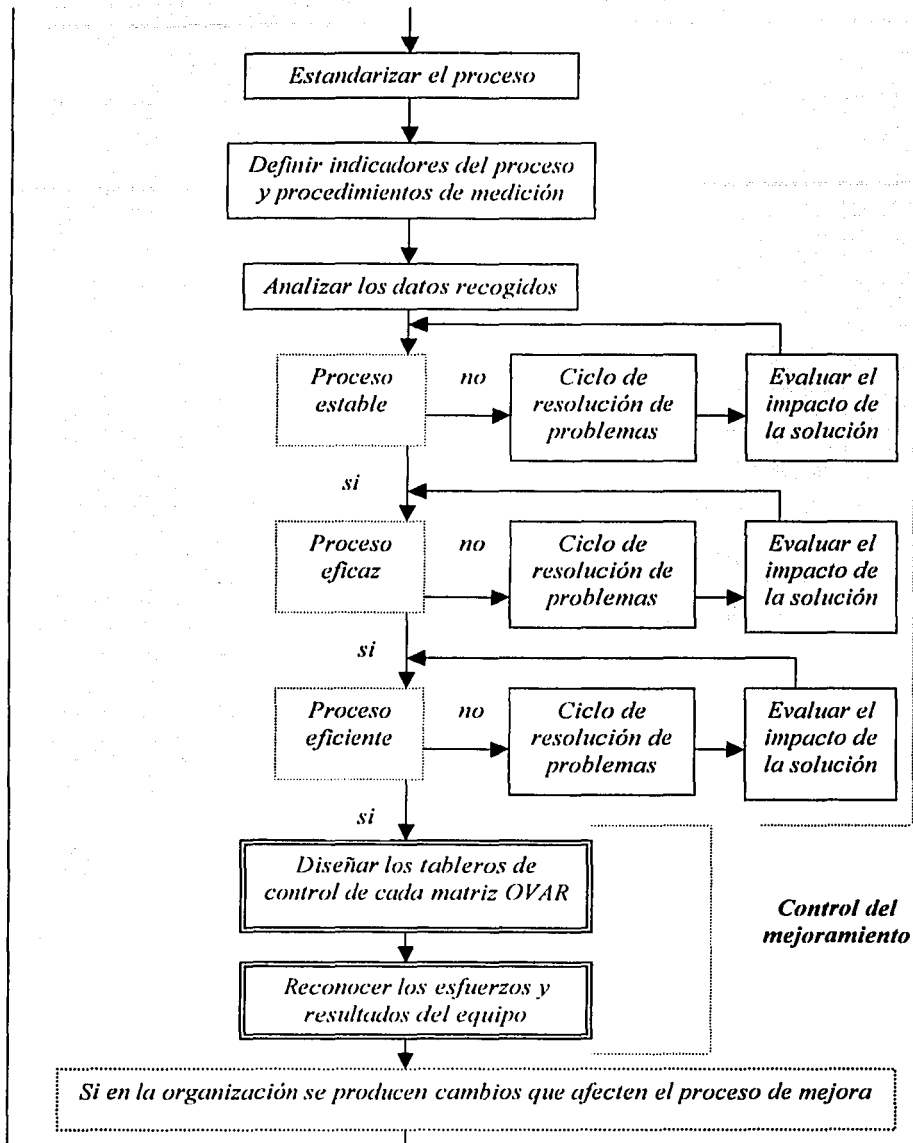 Estandarizar el proceso
Definir indicadores del proceso
y procedimientos de medición
Analizar los datos recogidos
Proceso
estable
no
Ciclo de
resolución de
problemas
Evaluar el
impacto de
la solución
si
Proceso
eficaz
no
Ciclo de
resolución de
problemas
Evaluar el
impacto de
la solución
si
Proceso
eficiente
no
Ciclo de
resolución de
problemas
Evaluar el
impacto de
la solución
si
Diseñar los tableros de
control de cada matriz OVAR
Control del
mejoramiento
Reconocer los esfuerzos y
resultados del equipo
Si en la organización se producen cambios que afecten el proceso de mejora